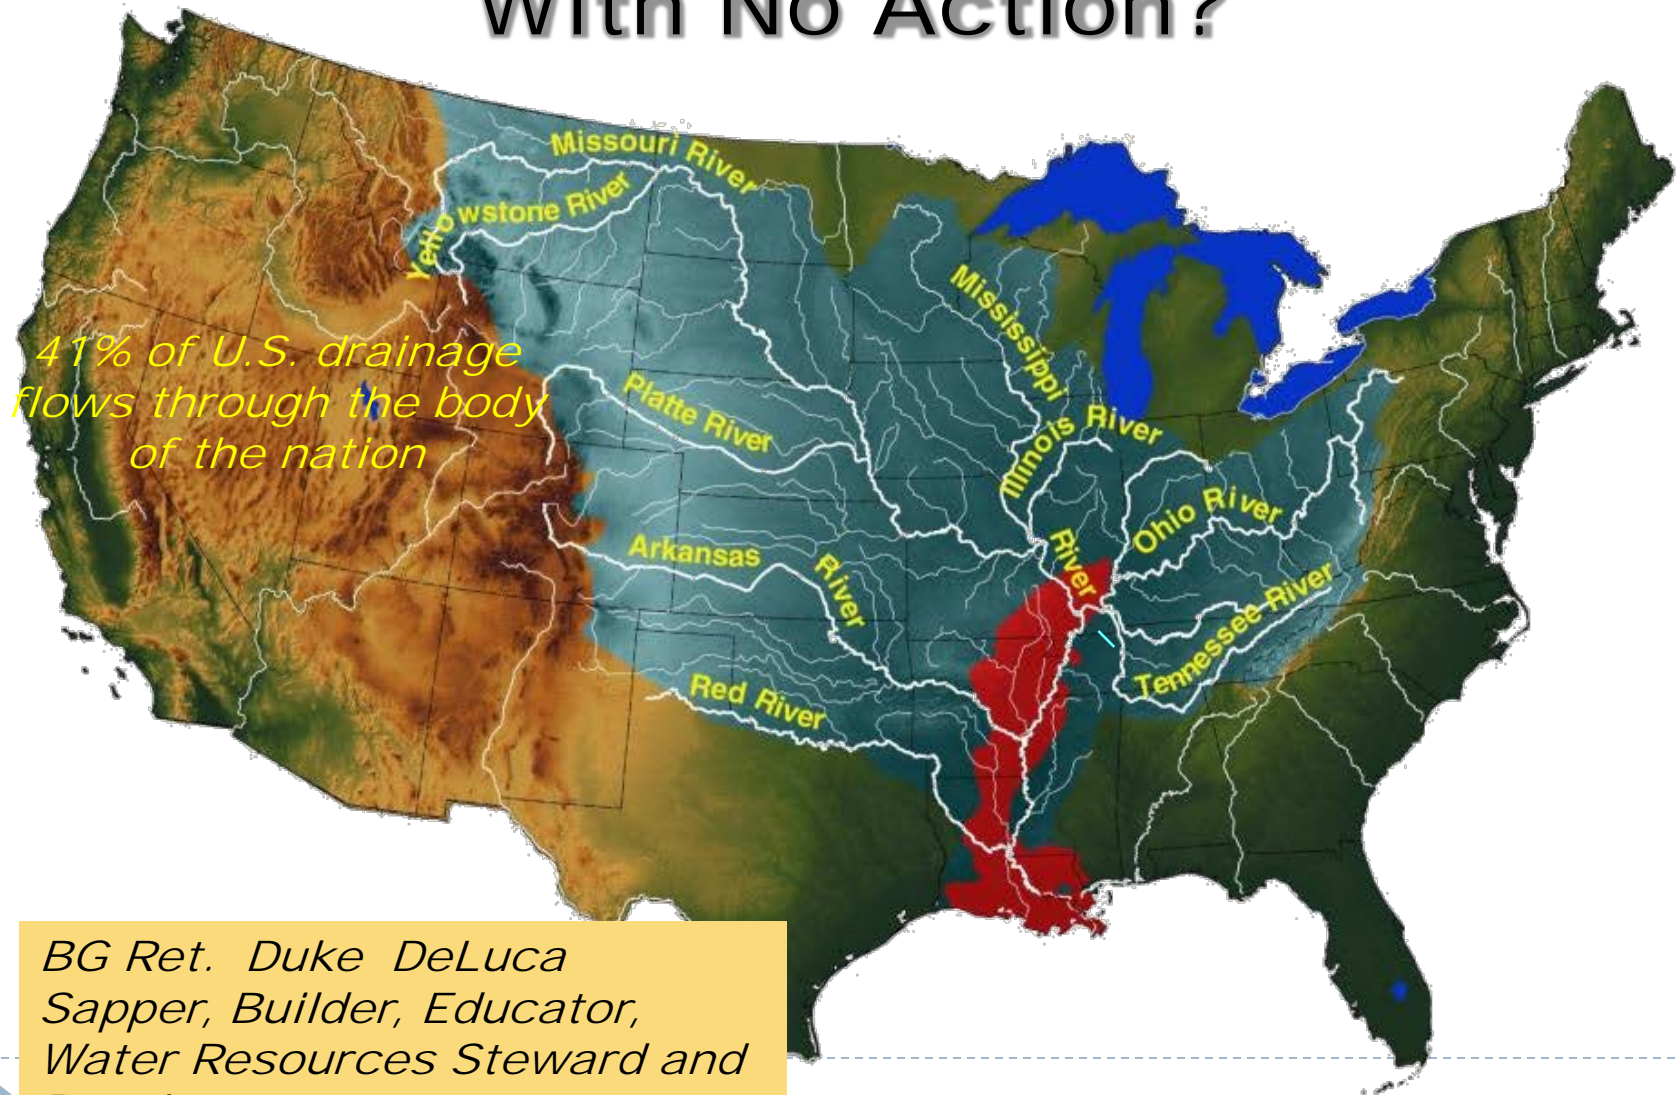 With No Action?
Missouri River
Yellowstone River
Mississippi
River
41% of U.S. drainage
flows through the body
of the nation
Platte River
Illinois River
Ohio River
Arkansas
River
Tennessee River
Red River
BG Ret. Duke DeLuca
Sapper, Builder, Educator,
Water Resources Steward and